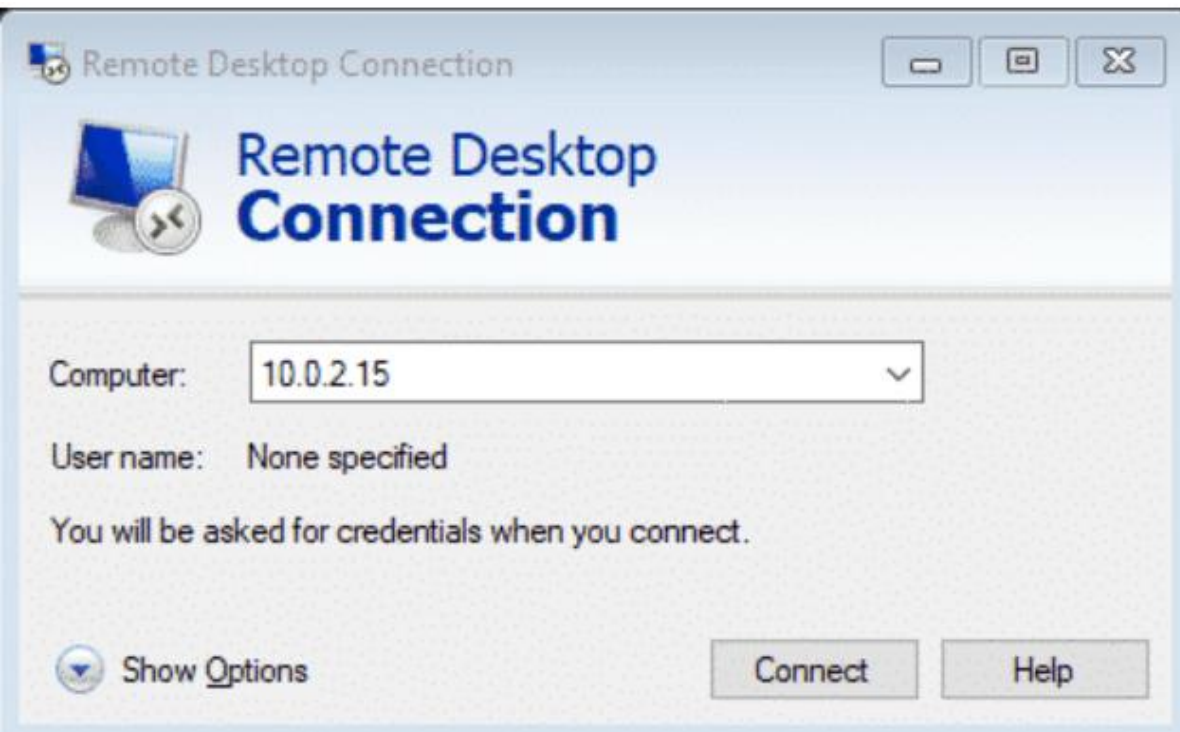 Remote Desktop Connection
Remote Desktop
Connection
Computer: 10.0.2.15
User name: None specified
You will be asked for credentials when you connect.
Show Options Connect Help